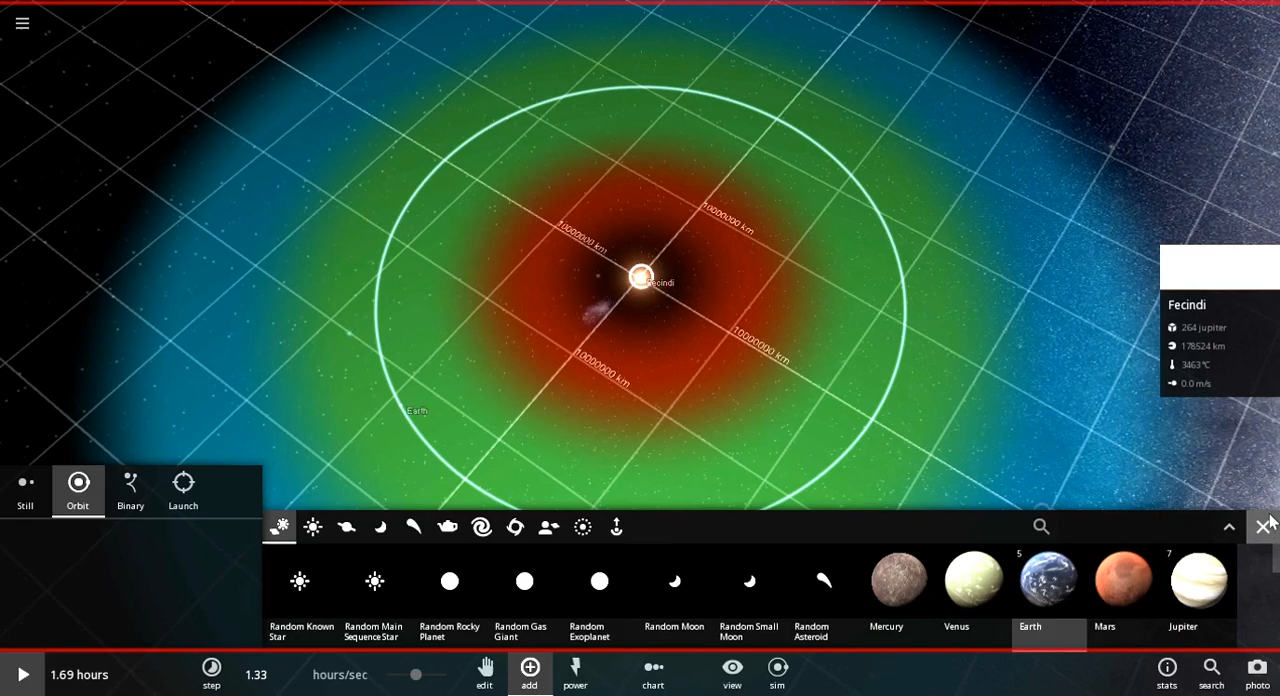 10000000 km
10000000 km
Fecindi
10000000 km
10000000 km
Earth
Fecindi
264 jupiter
178524 km
3463℃
0.0 m/s
Still
Orbit
Binary
Launch
5
7
Random Known
Star
Random Main
Sequence Star
Random Rocky
Planet
Random Gas
Giant
Random
Exoplanet
Random Moon
Random Small
Moon
Random
Asteroid
Mercury
Venus
Earth
Mars
Jupiter
1.69 hours
step
1.33
hours/sec
edit
add
power
chart
view
sim
stats
search
photo